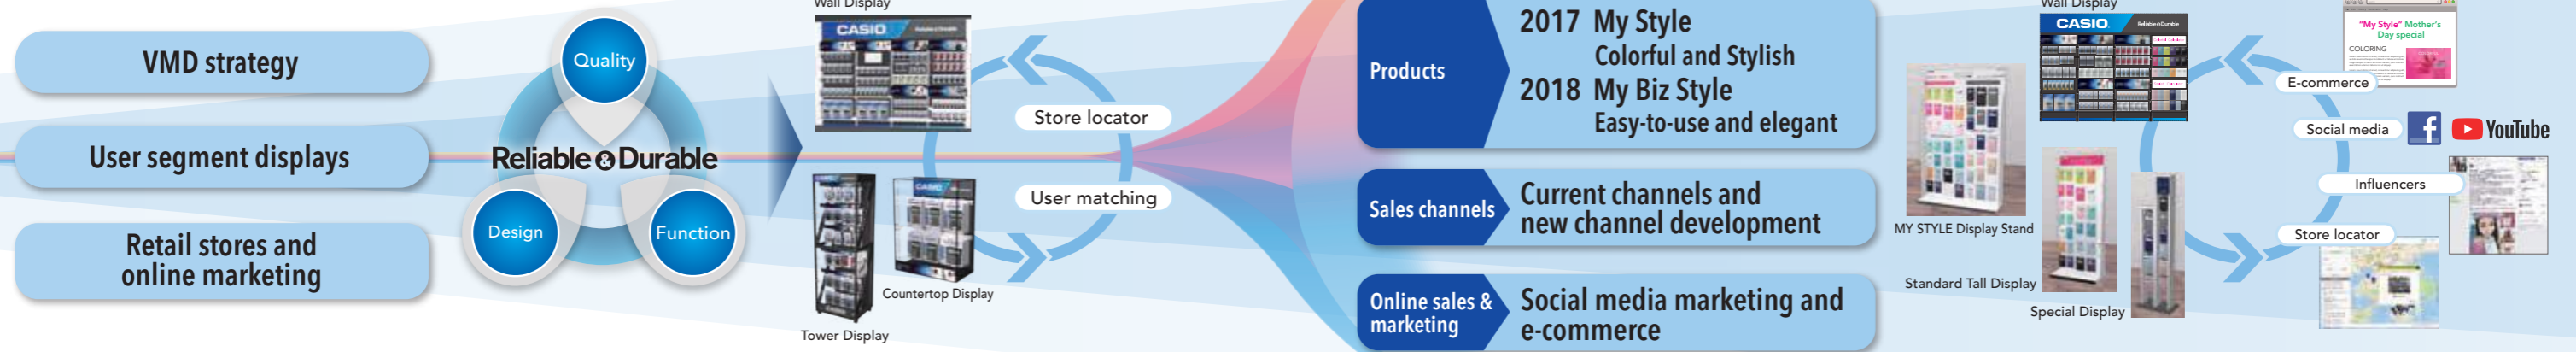 VMD strategy
User segment displays
Retail stores and
online marketing
Quality
Reliable & Durable
Design
Function
Wall Display
CASIO
Tower Display
CASIO
Countertop Display
Store locator
User matching
Products
2017 My Style
Colorful and Stylish
2018 My Biz Style
Easy-to-use and elegant
Sales channels
Current channels and
new channel development
Online sales &
marketing
Social media marketing and
e-commerce
MY STYLE Display Stand
Standard Tall Display
Special Display
Wall Display
CASIO
Reliable & Durable
"My Style" Mother's
Day special
COLORING
E-commerce
Social media
f
YouTube
Influencers
Store locator